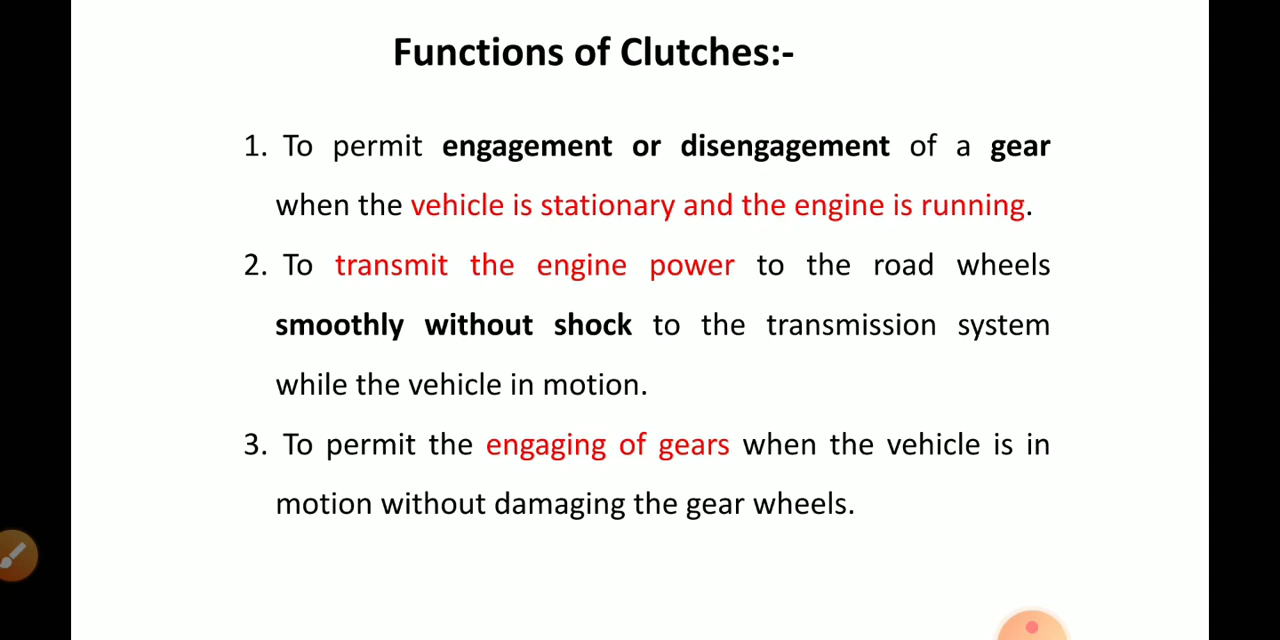 Functions of Clutches:-
1. To permit engagement or disengagement of a gear
when the vehicle is stationary and the engine is running.
2. To transmit the engine power to the road wheels
smoothly without shock to the transmission system
while the vehicle in motion.
3. To permit the engaging of gears when the vehicle is in
motion without damaging the gear wheels.